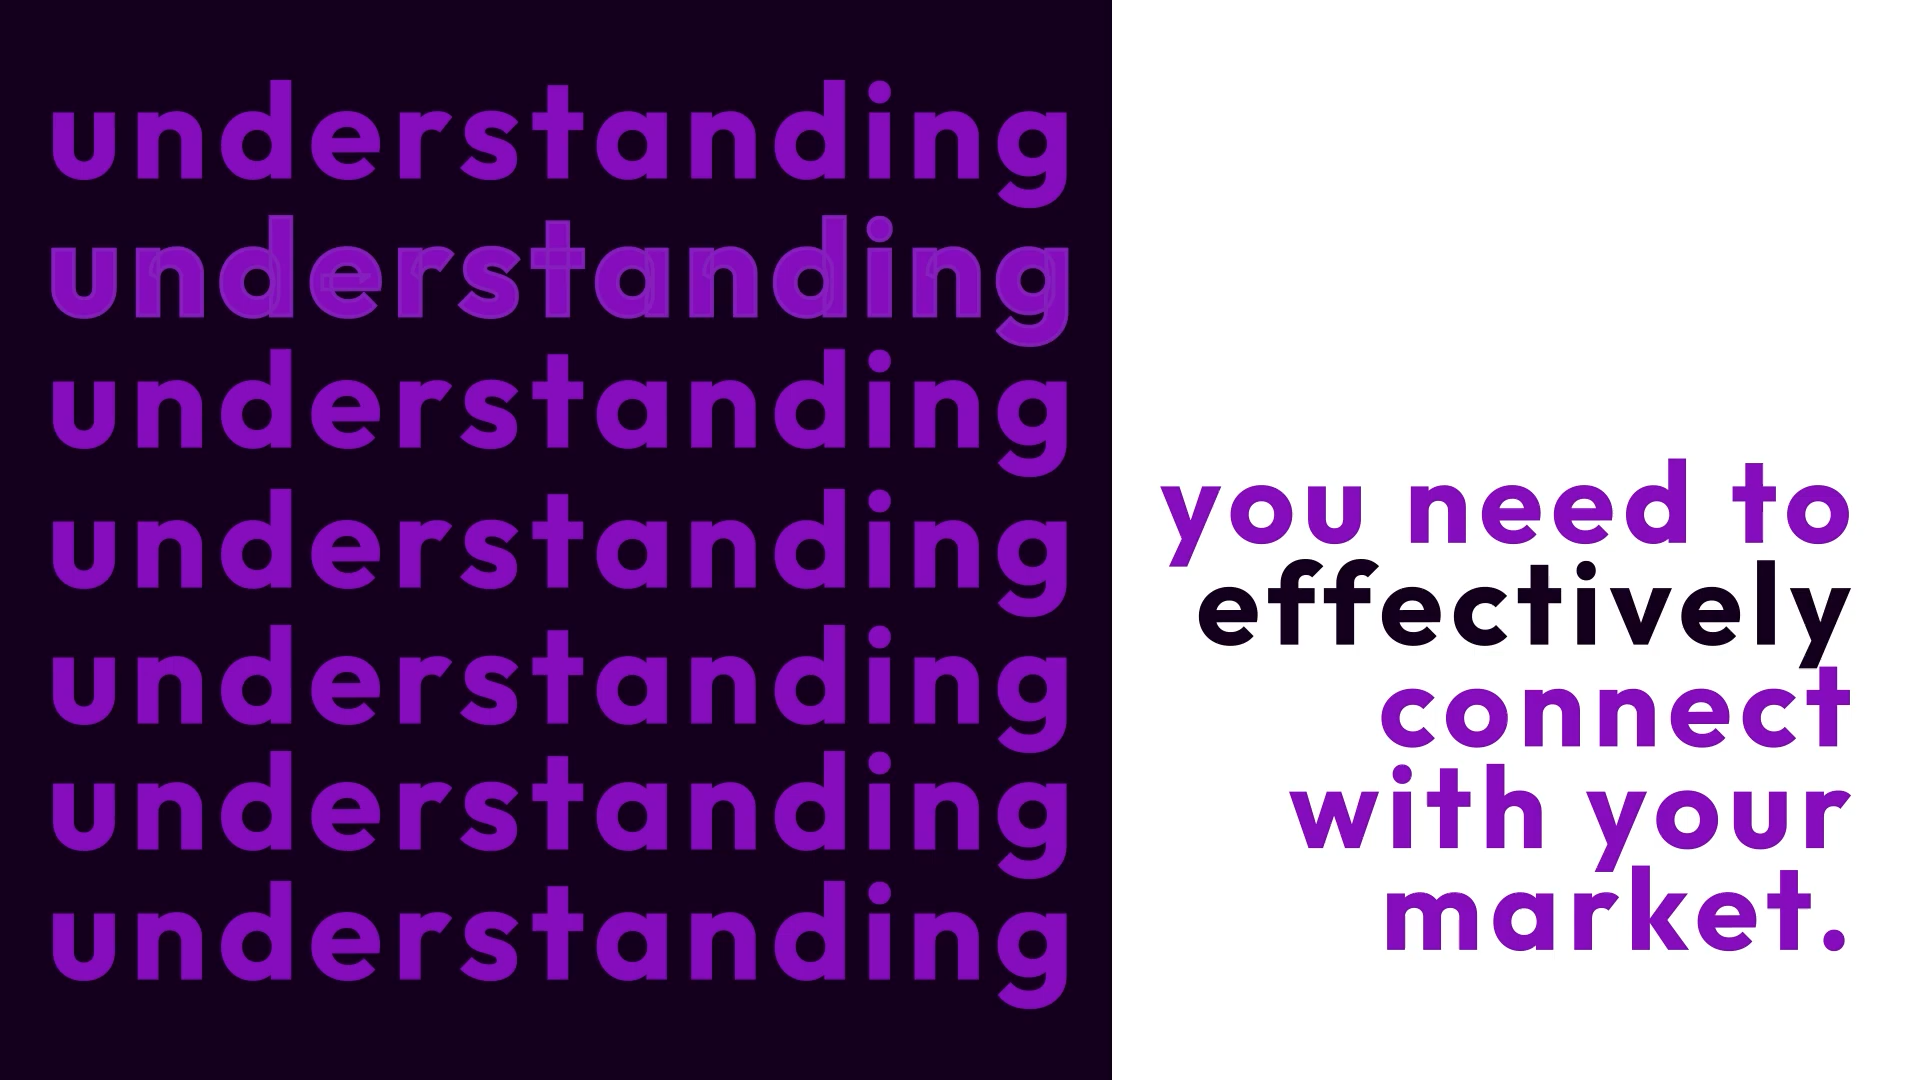 understanding
understanding
understanding
understanding
understanding
understanding
understanding
you need to
effectively
connect
with your
market.